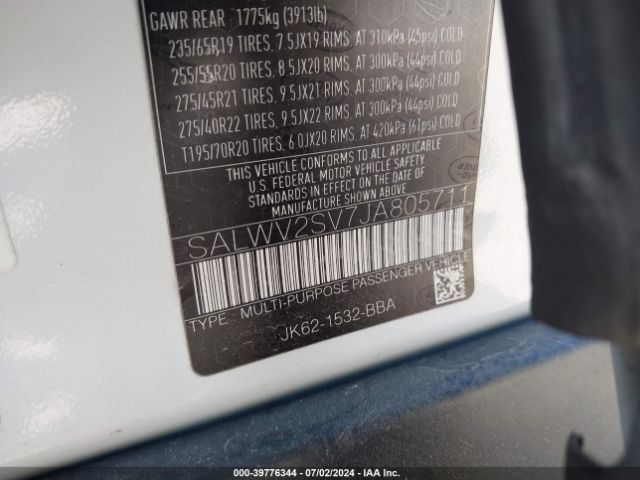 GAWR REAR 1775kg (3913lb)
235/65R19 TIRES, 7.5JX19 RIMS, AT 310kPa (45psi) COLD
255/55R20 TIRES, 8.5JX20 RIMS, AT 300kPa (44psi) COLD
275/45R21 TIRES, 9.5JX21 RIMS, AT 300kPa (44psi) COLD
275/40R22 TIRES, 9.5JX22 RIMS, AT 300kPa (44psi) COLD
T195/70R20 TIRES, 6.0JX20 RIMS, AT 420kPa (61psi) COLD
THIS VEHICLE CONFORMS TO ALL APPLICABLE
U.S. FEDERAL MOTOR VEHICLE SAFETY
STANDARDS IN EFFECT ON THE DATE OF
MANUFACTURE SHOWN ABOVE
SALWV2SV7JA805711
TYPE: MULTI-PURPOSE PASSENGER VEHICLE
JK62-1532-BBA
000-39776344 / 07/02/2024 - IAA Inc.